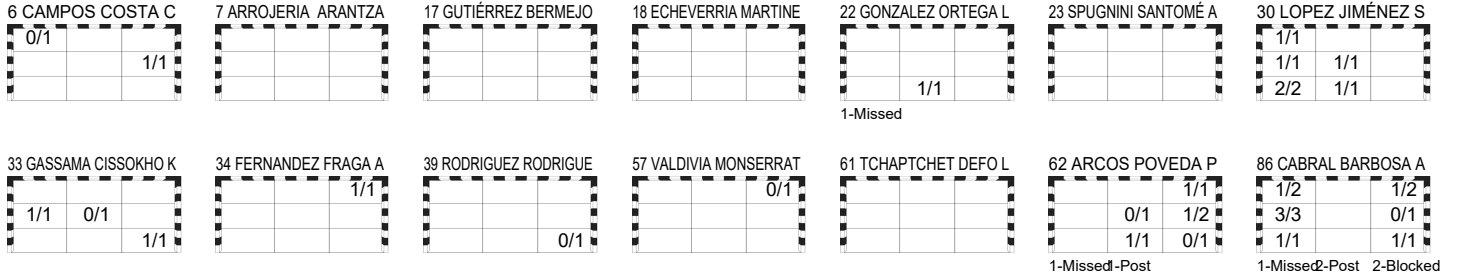 6 CAMPOS COSTA C 7 ARROJERIA ARANTZA 17 GUTIÉRREZ BERMEJO 18 ECHEVERRIA MARTINE 22 GONZALEZ ORTEGA L 23 SPUGNINI SANTOMÉ A 30 LOPEZ JIMÉNEZ S
0/1 1/1
1/1 1/1 1/1
1/1 2/2 1/1
1-Missed
33 GASSAMA CISSOKHO K 34 FERNANDEZ FRAGA A 39 RODRIGUEZ RODRIGUE 57 VALDIVIA MONSERRAT 61 TCHAPTCHET DEFO L 62 ARCOS POVEDA P 86 CABRAL BARBOSA A
1/1 0/1 1/1 1/2 1/2
1/1 0/1 0/1 1/2 3/3 0/1
1/1 0/1 1/1 0/1 1/1 1/1
1-Missed 1-Post 1-Missed 2-Post 2-Blocked